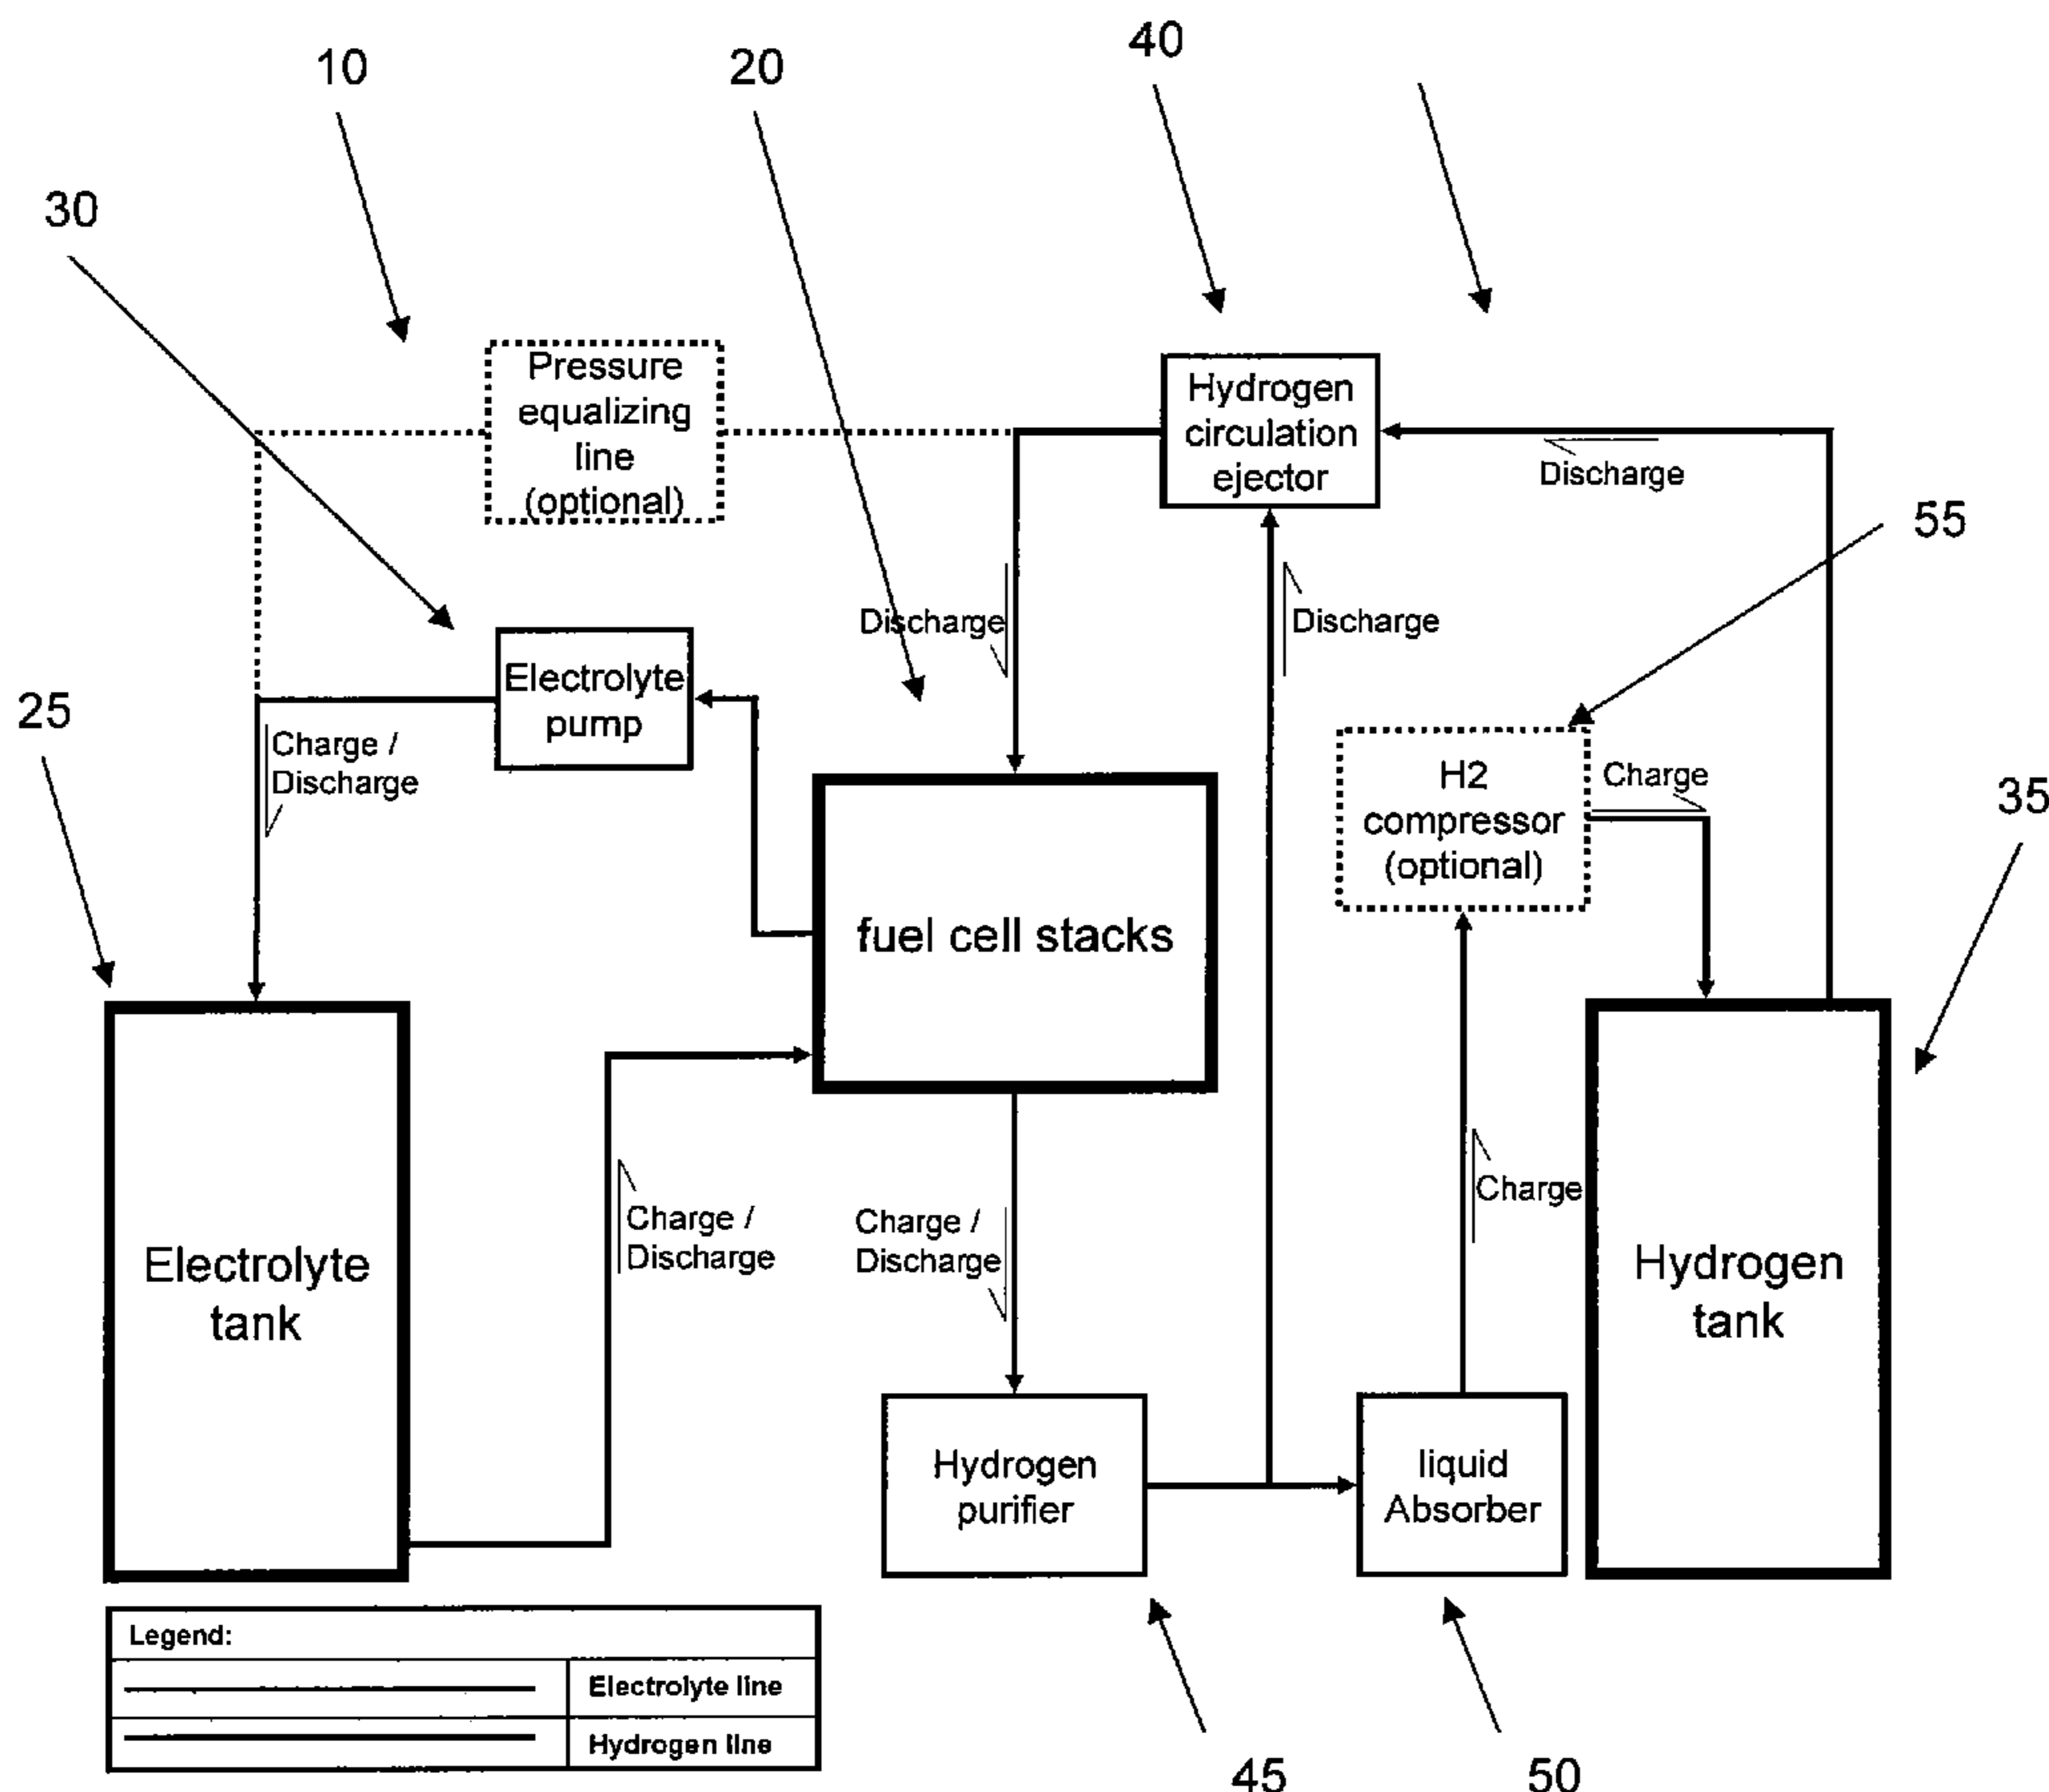 10
20
40
30
Pressure
equalizing
line
(optional)
Hydrogen
circulation
ejector
Discharge
55
Discharge
Discharge
Electrolyte
pump
25
Charge /
Discharge
H2
compressor
(optional)
Charge
35
fuel cell stacks
Charge
Charge /
Discharge
Charge /
Discharge
Electrolyte
tank
Hydrogen
tank
Hydrogen
purifier
liquid
Absorber
Legend:
Electrolyte line
Hydrogen line
45
50